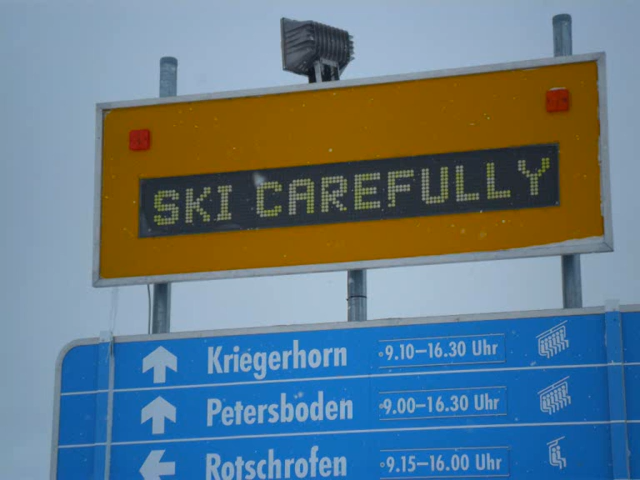 SKI CAREFULLY
Kriegerhorn 9.10–16.30 Uhr
Petersboden 9.00–16.30 Uhr
Rotschrofen 9.15–16.00 Uhr